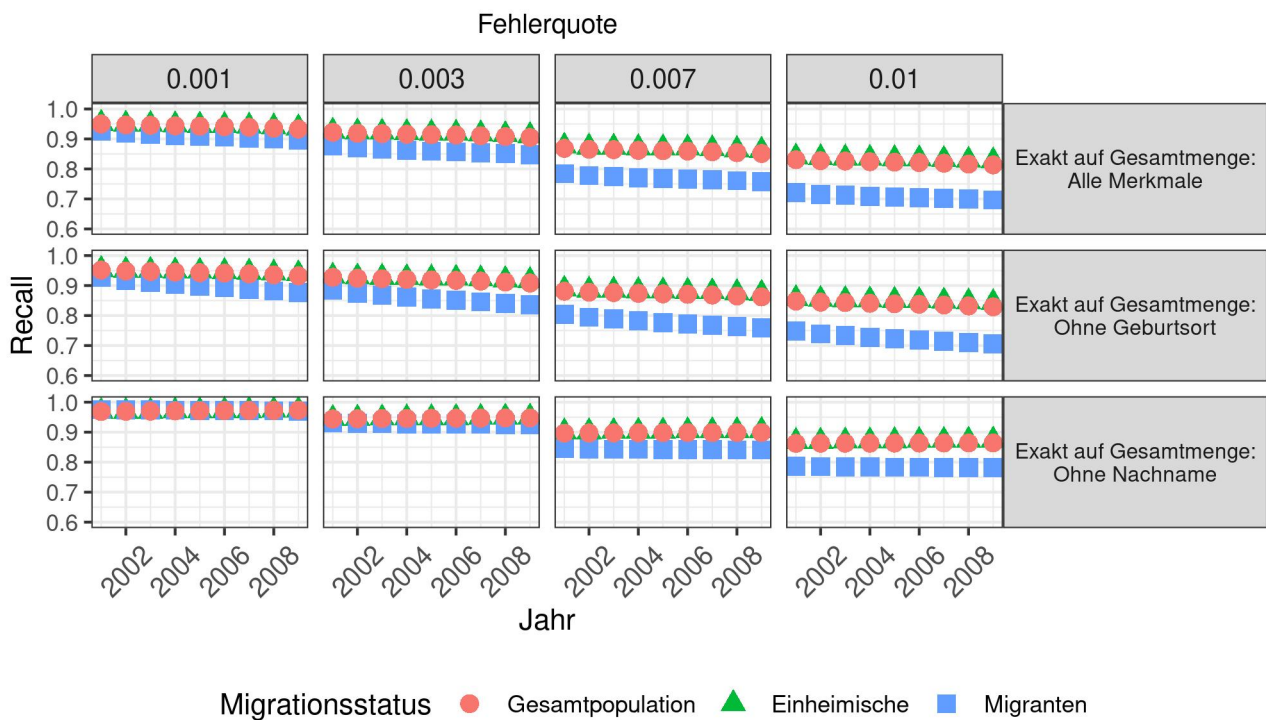 Fehlerquote
0.001 0.003 0.007 0.01
1.0
0.9
0.8
0.7
0.6
Exakt auf Gesamtmenge:
Alle Merkmale
1.0
0.9
0.8
0.7
0.6
Exakt auf Gesamtmenge:
Ohne Geburtsort
1.0
0.9
0.8
0.7
0.6
Exakt auf Gesamtmenge:
Ohne Nachname
Recall
2002 2004 2006 2008 2002 2004 2006 2008 2002 2004 2006 2008 2002 2004 2006 2008
Jahr
Migrationsstatus Gesamtpopulation Einheimische Migranten